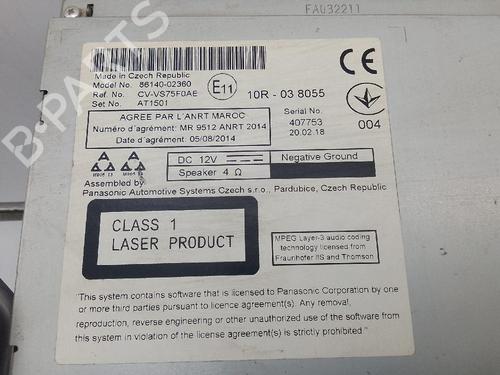 FAU32211
Made in Czech Republic
Model No. 86140-02360
Ref. No. CV-VS75F0AE
Set No. AT1501
E11
10R - 03 8055
CE
AGREE PAR L'ANRT MAROC
Numéro d'agrément: MR 9512 ANRT 2014
Date d'agrément: 05/08/2014
Serial No.
407753
20.02.18
004
DC 12V
Negative Ground
Speaker 4 Ω
Assembled by
Panasonic Automotive Systems Czech s.r.o., Pardubice, Czech Republic
CLASS 1
LASER PRODUCT
MPEG Layer-3 audio coding
technology licensed from
Fraunhofer IIS and Thomson
"This system contains software that is licensed to Panasonic Corporation by one
or more third parties pursuant to licence agreement(s). Any removal,
reproduction, reverse engineering or other unauthorized use of the software of
this system in violation of the license agreement(s) is strictly prohibited."
B-PARTS